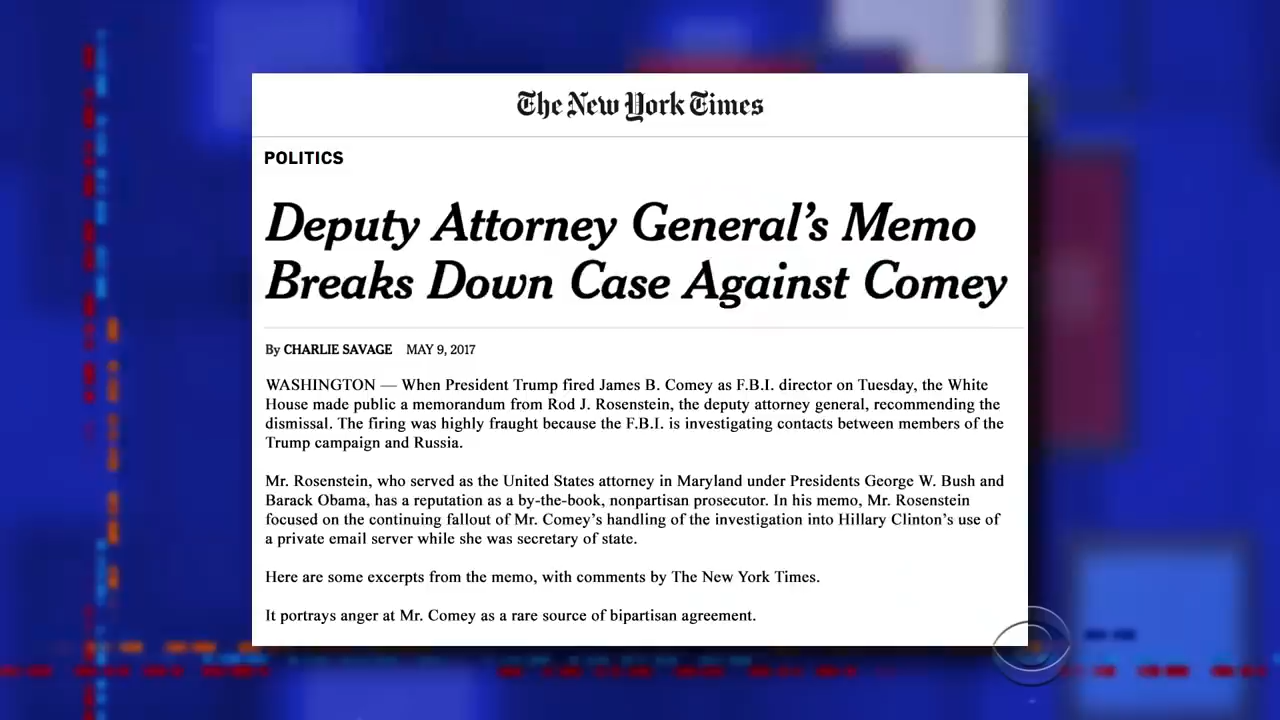 The New York Times
POLITICS
Deputy Attorney General's Memo
Breaks Down Case Against Comey
By CHARLIE SAVAGE MAY 9, 2017
WASHINGTON — When President Trump fired James B. Comey as F.B.I. director on Tuesday, the White
House made public a memorandum from Rod J. Rosenstein, the deputy attorney general, recommending the
dismissal. The firing was highly fraught because the F.B.I. is investigating contacts between members of the
Trump campaign and Russia.
Mr. Rosenstein, who served as the United States attorney in Maryland under Presidents George W. Bush and
Barack Obama, has a reputation as a by-the-book, nonpartisan prosecutor. In his memo, Mr. Rosenstein
focused on the continuing fallout of Mr. Comey's handling of the investigation into Hillary Clinton's use of
a private email server while she was secretary of state.
Here are some excerpts from the memo, with comments by The New York Times.
It portrays anger at Mr. Comey as a rare source of bipartisan agreement.